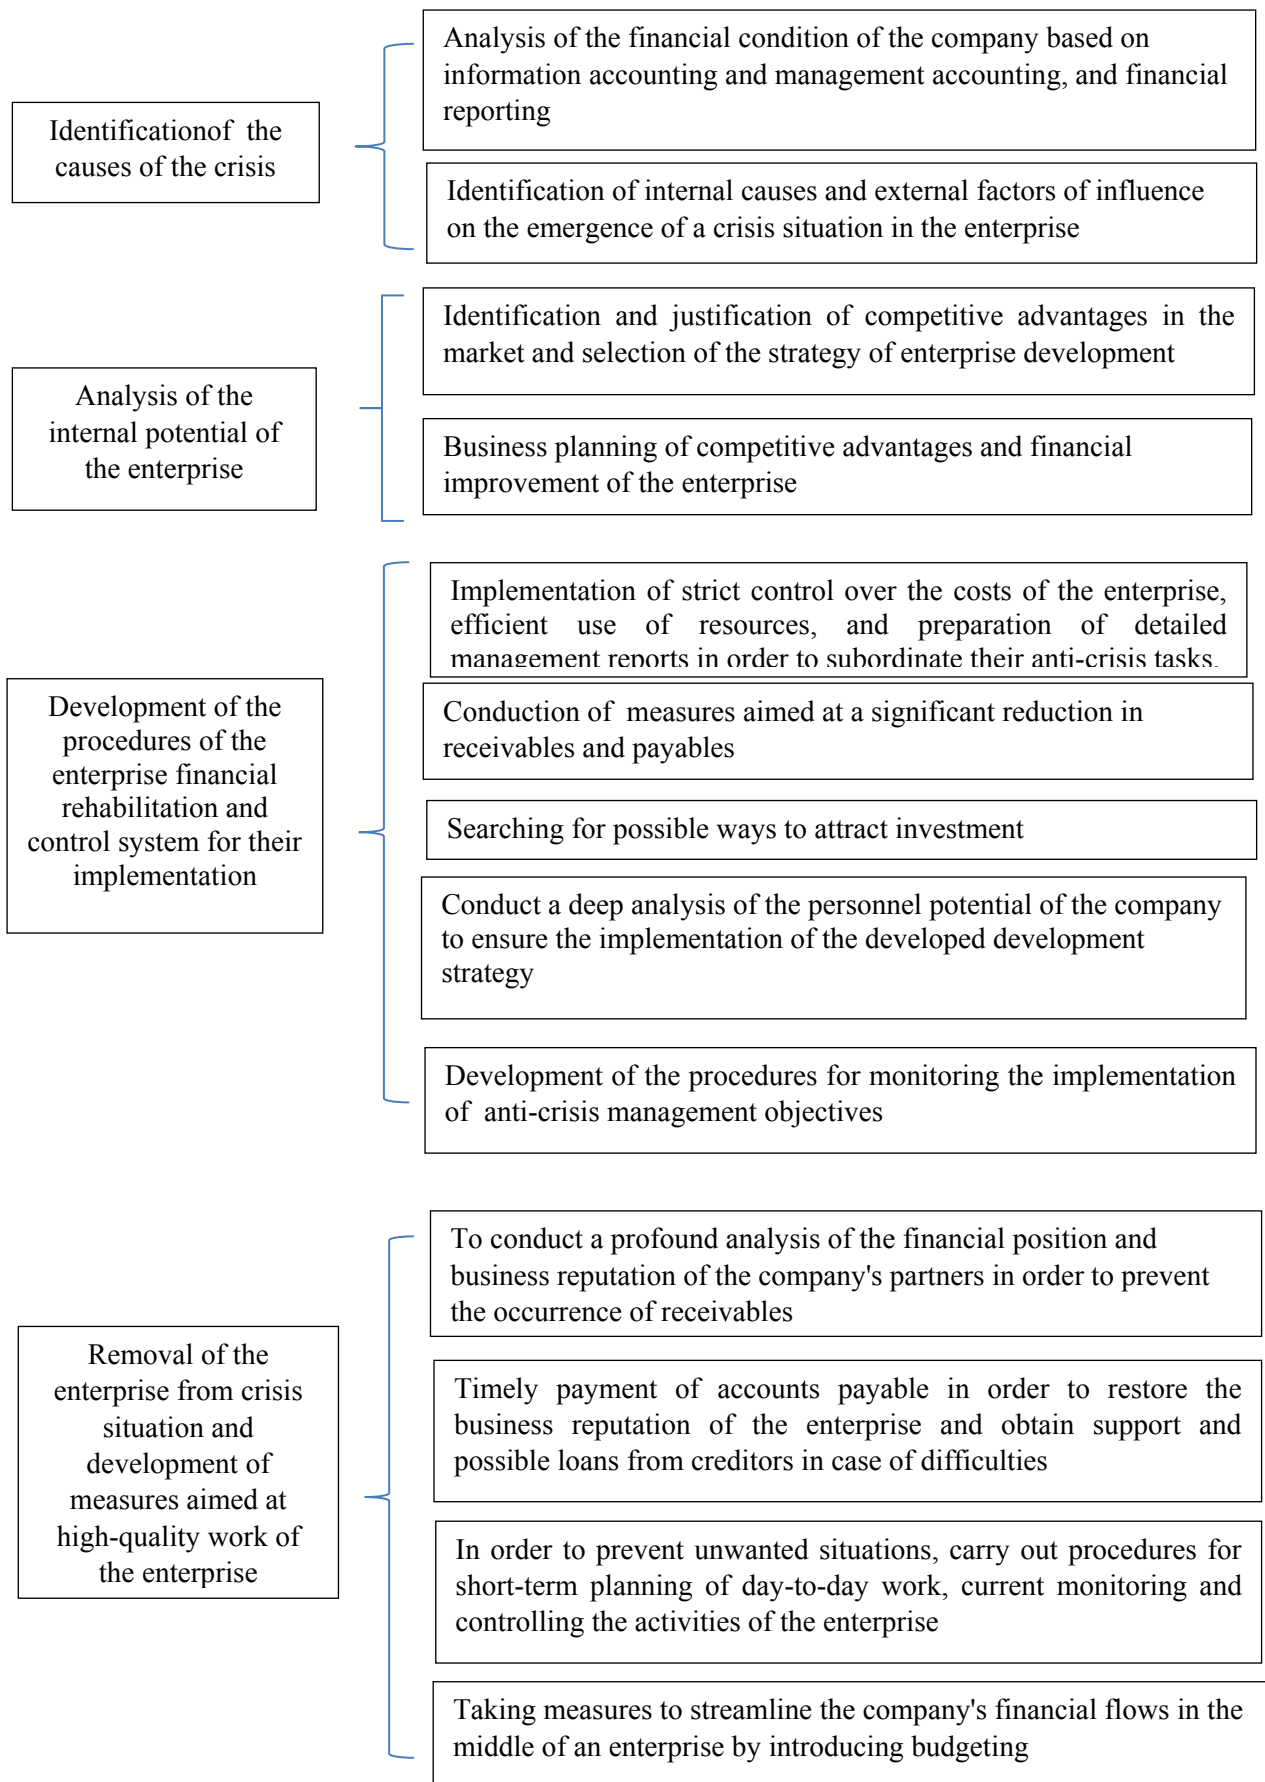 Identificationof the
causes of the crisis
Analysis of the financial condition of the company based on
information accounting and management accounting, and financial
reporting
Identification of internal causes and external factors of influence
on the emergence of a crisis situation in the enterprise
Analysis of the
internal potential of
the enterprise
Identification and justification of competitive advantages in the
market and selection of the strategy of enterprise development
Business planning of competitive advantages and financial
improvement of the enterprise
Development of the
procedures of the
enterprise financial
rehabilitation and
control system for their
implementation
Implementation of strict control over the costs of the enterprise,
efficient use of resources, and preparation of detailed
management reports in order to subordinate their anti-crisis tasks.
Conduction of measures aimed at a significant reduction in
receivables and payables
Searching for possible ways to attract investment
Conduct a deep analysis of the personnel potential of the company
to ensure the implementation of the developed development
strategy
Development of the procedures for monitoring the implementation
of anti-crisis management objectives
Removal of the
enterprise from crisis
situation and
development of
measures aimed at
high-quality work of
the enterprise
To conduct a profound analysis of the financial position and
business reputation of the company's partners in order to prevent
the occurrence of receivables
Timely payment of accounts payable in order to restore the
business reputation of the enterprise and obtain support and
possible loans from creditors in case of difficulties
In order to prevent unwanted situations, carry out procedures for
short-term planning of day-to-day work, current monitoring and
controlling the activities of the enterprise
Taking measures to streamline the company's financial flows in the
middle of an enterprise by introducing budgeting